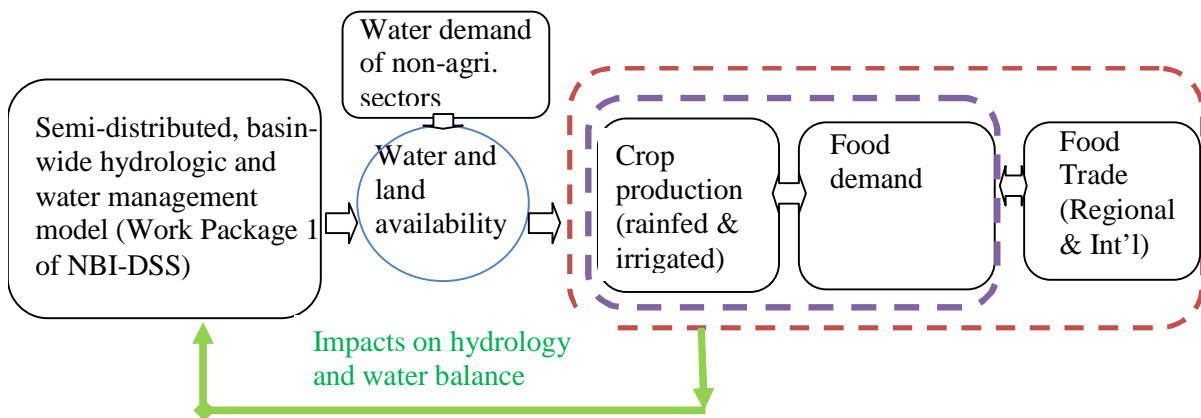 Water demand
of non-agri.
sectors
Semi-distributed, basin-
wide hydrologic and
water management
model (Work Package 1
of NBI-DSS)
Water and
land
availability
Crop
production
(rainfed &
irrigated)
Food
demand
Food
Trade
(Regional
& Int’l)
Impacts on hydrology
and water balance